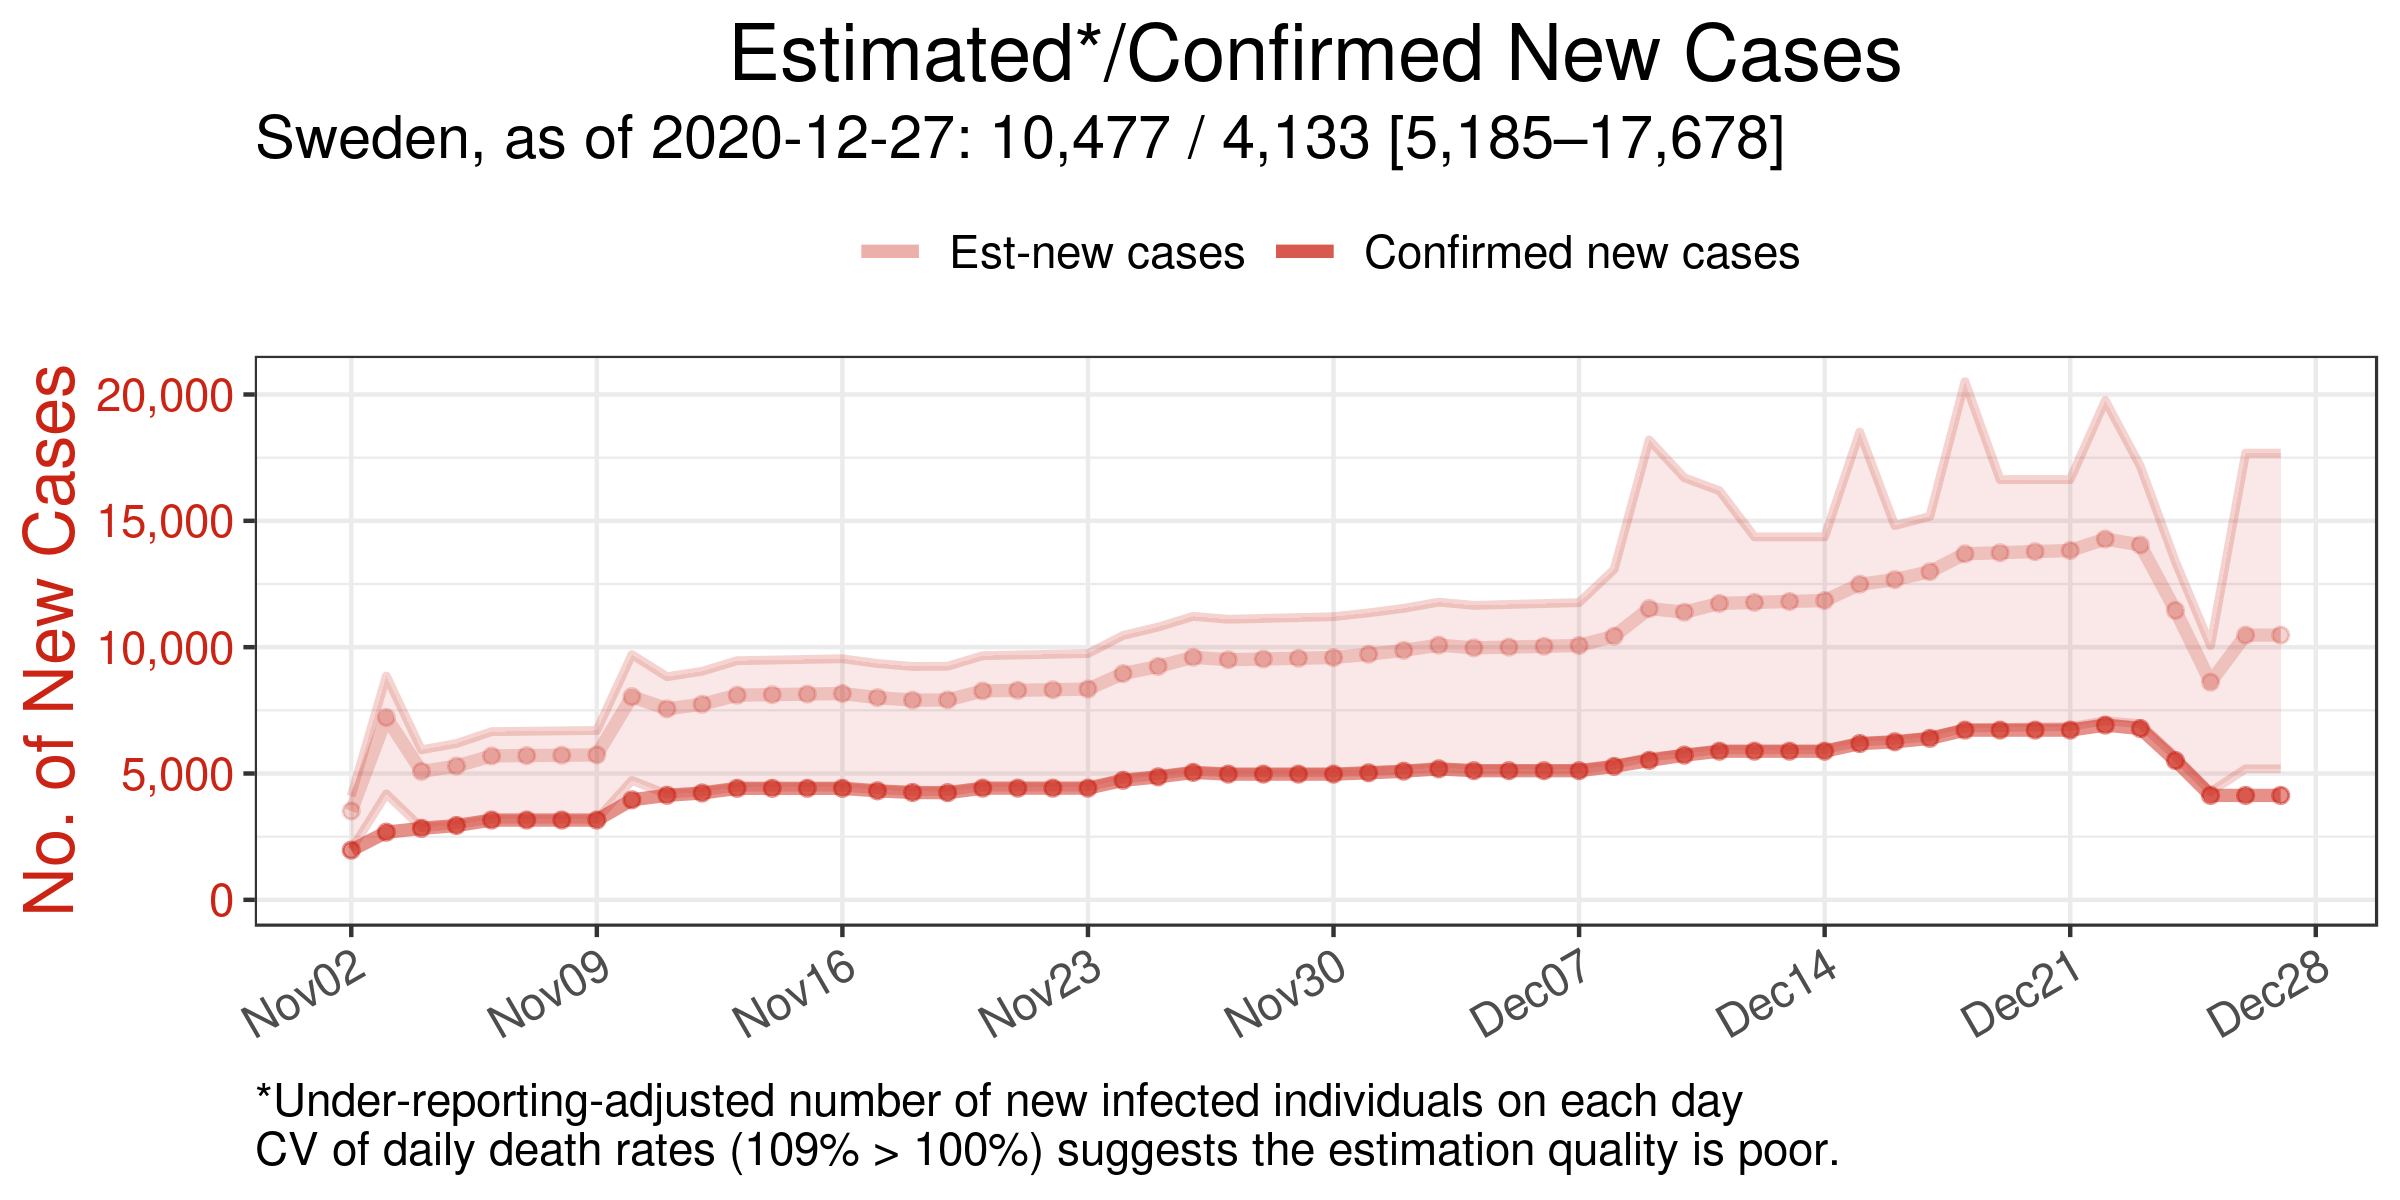 Estimated*/Confirmed New Cases
Sweden, as of 2020-12-27: 10,477 / 4,133 [5,185–17,678]
Est-new cases Confirmed new cases
No. of New Cases
20,000
15,000
10,000
5,000
0
Nov02 Nov09 Nov16 Nov23 Nov30 Dec07 Dec14 Dec21 Dec28
*Under-reporting-adjusted number of new infected individuals on each day
CV of daily death rates (109% > 100%) suggests the estimation quality is poor.